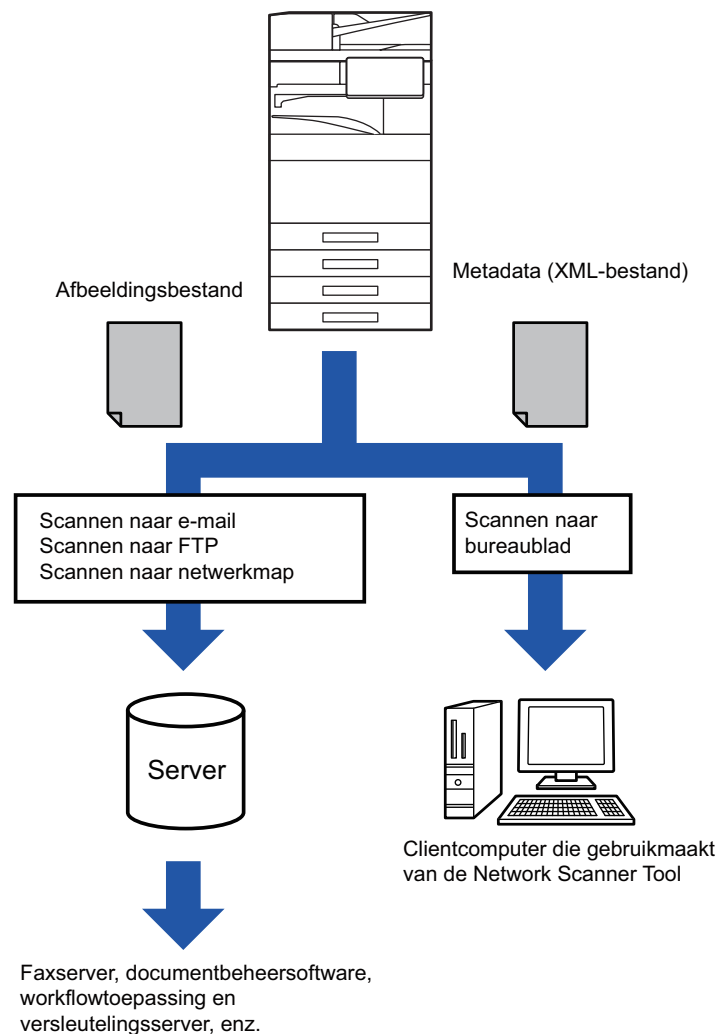 Afbeeldingsbestand
Metadata (XML-bestand)
Scannen naar e-mail
Scannen naar FTP
Scannen naar netwerkmap
Scannen naar
bureaublad
Server
Clientcomputer die gebruikmaakt
van de Network Scanner Tool
Faxserver, documentbeheersoftware,
workflowtoepassing en
versleutelingsserver, enz.